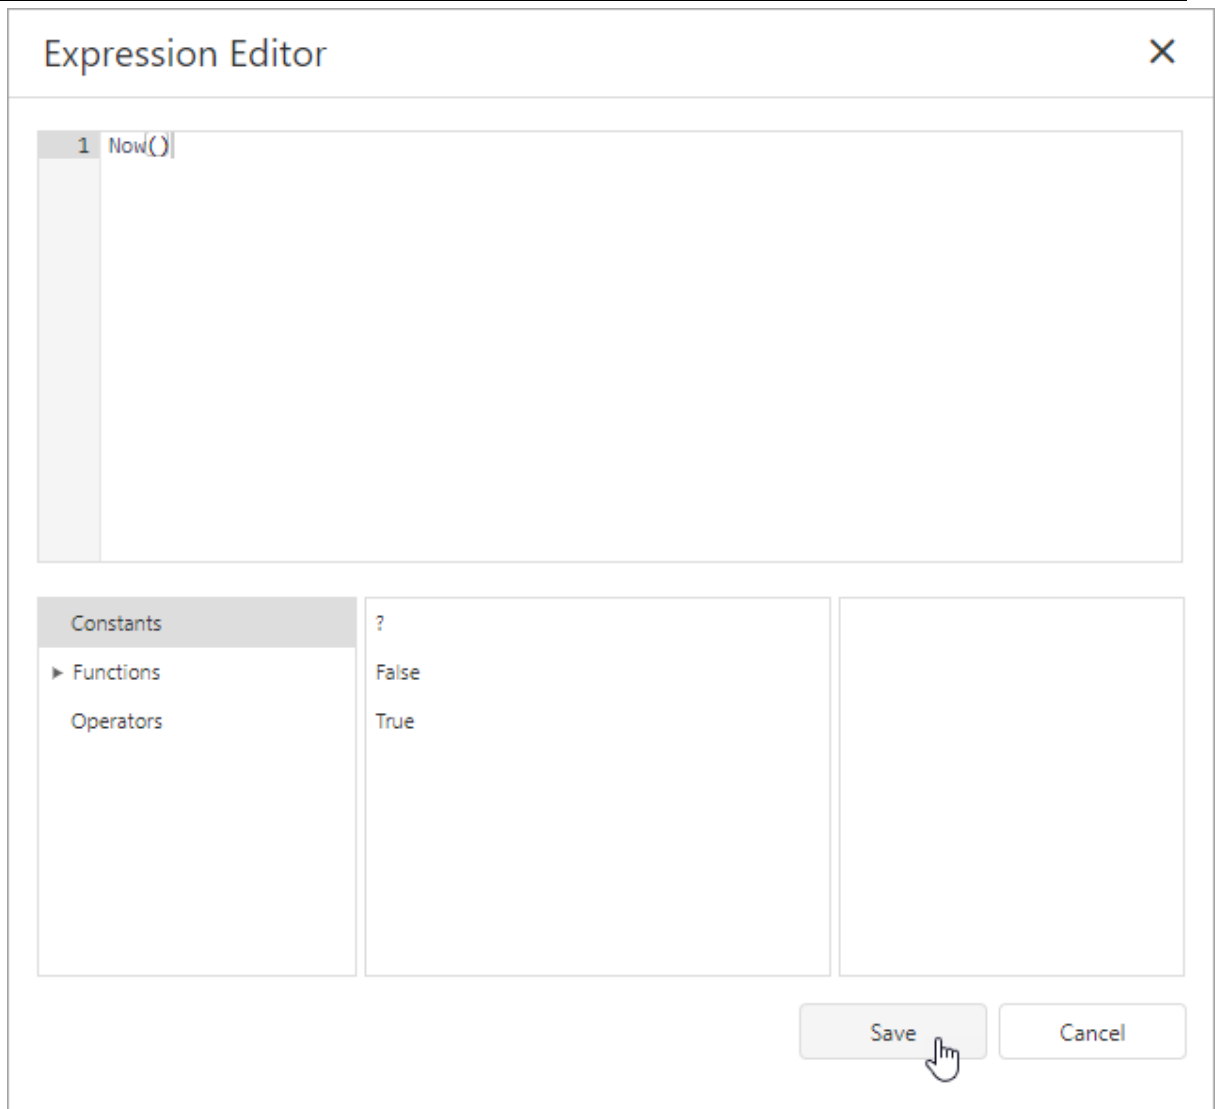 Expression Editor
1 Now()
Constants
Functions
Operators
?
False
True
Save
Cancel